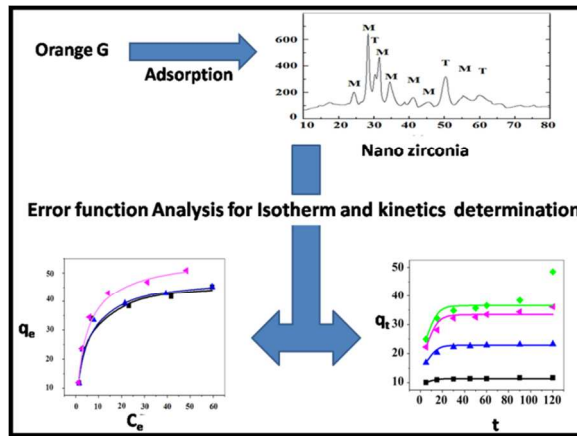 Orange G
Adsorption
600
400
200
0
M
T
M
M
M
M
T
M
T
10 20 30 40 50 60 70 80
Nano zirconia
Error function Analysis for Isotherm and kinetics determination
50
40
30
20
10
qe
0 10 20 30 40 50 60
Ce
50
40
30
20
10
qt
0 20 40 60 80 100 120
t